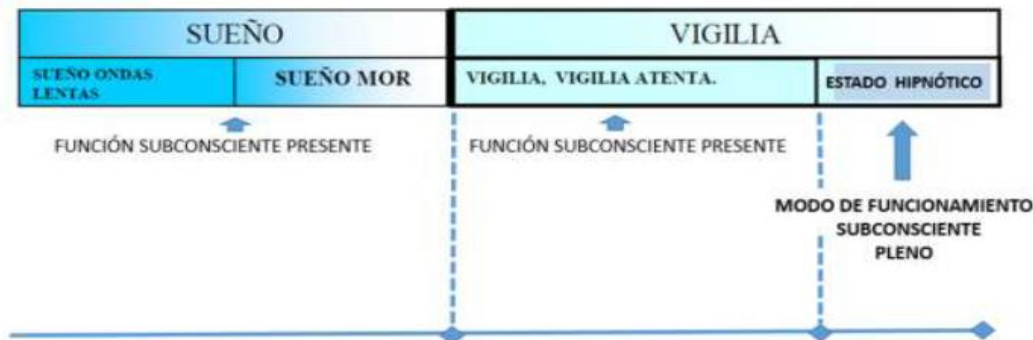 SUEÑO
VIGILIA
SUEÑO ONDAS
LENTAS
SUEÑO MOR
VIGILIA, VIGILIA ATENTA.
ESTADO HIPNÓTICO
FUNCIÓN SUBCONSCIENTE PRESENTE
FUNCIÓN SUBCONSCIENTE PRESENTE
MODO DE FUNCIONAMIENTO
SUBCONSCIENTE
PLENO